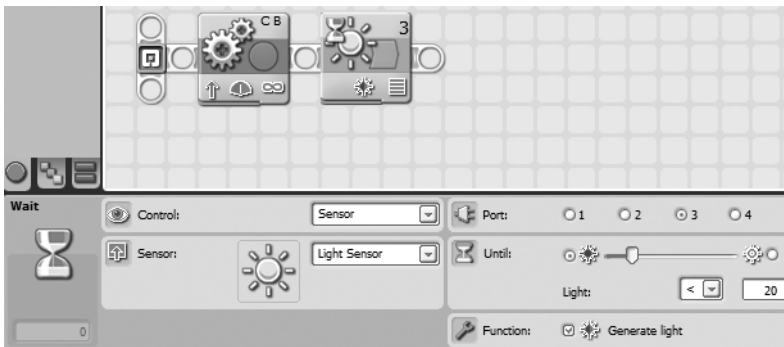 C B
3
Wait
Control: Sensor
Port: 1 2 3 4
Sensor: Light Sensor
Until:
Light: < 20
0
Function: Generate light